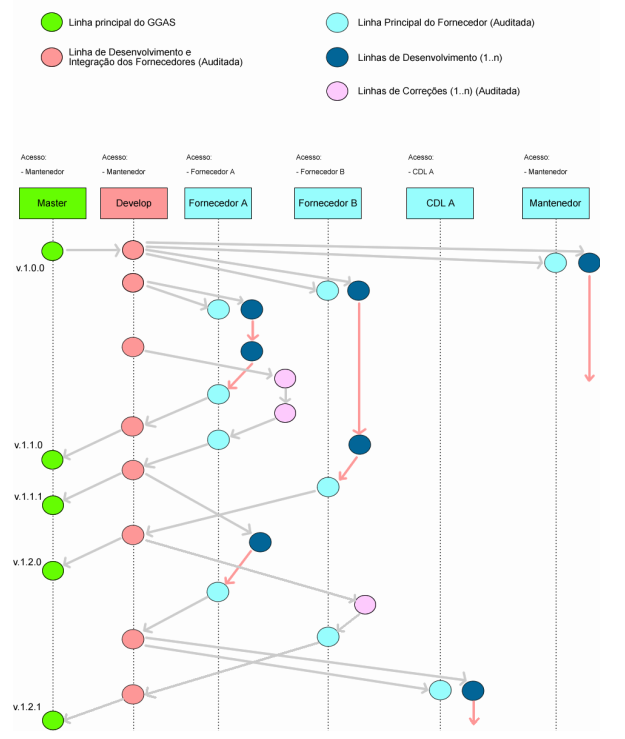 Linha principal do GGAS
Linha Principal do Fornecedor (Auditada)
Linha de Desenvolvimento e
Integração dos Fornecedores (Auditada)
Linhas de Desenvolvimento (1..n)
Linhas de Correções (1..n) (Auditada)
Acesso:
- Mantenedor
Acesso:
- Mantenedor
Acesso:
- Fornecedor A
Acesso:
- Fornecedor B
Acesso:
- CDL A
Acesso:
- Mantenedor
Master
Develop
Fornecedor A
Fornecedor B
CDL A
Mantenedor
v.1.0.0
v.1.1.0
v.1.1.1
v.1.2.0
v.1.2.1